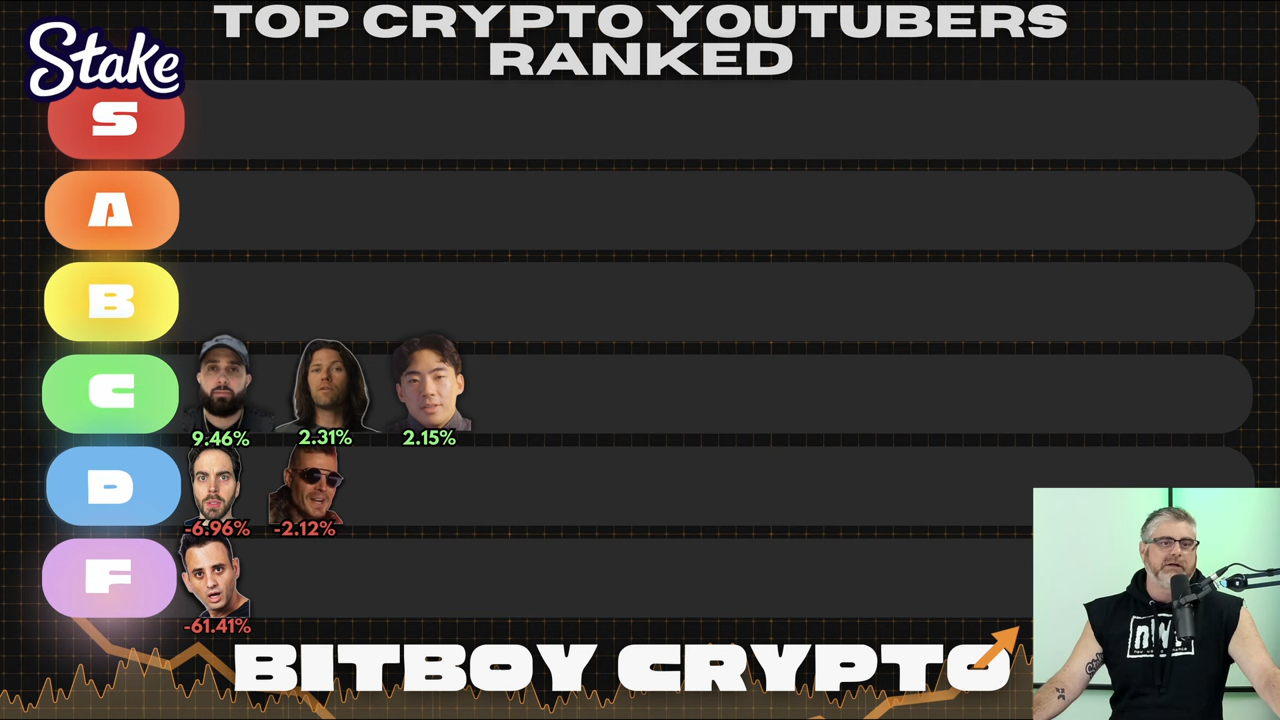 TOP CRYPTO YOUTUBERS
RANKED
Stake
S
A
B
C
9.46%
2.31%
2.15%
D
-6.96%
-2.12%
F
-61.41%
BITBOY CRYPTO